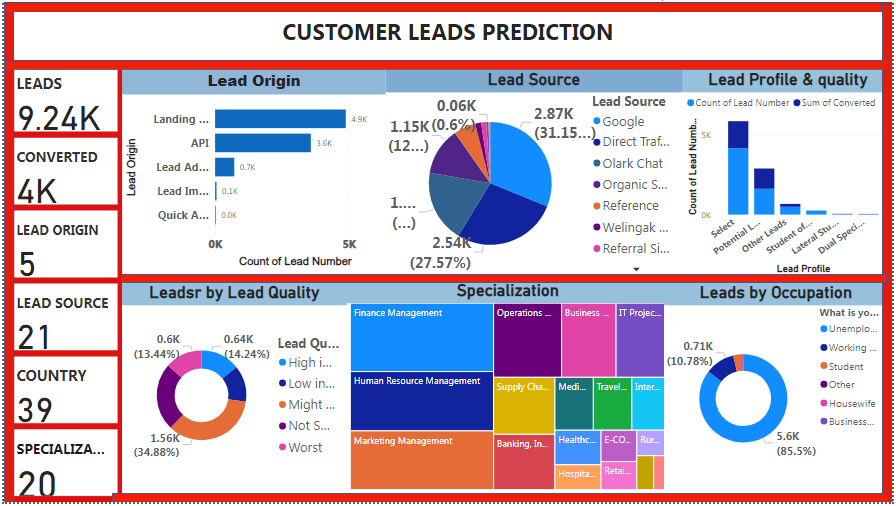 CUSTOMER LEADS PREDICTION
LEADS
9.24K
CONVERTED
4K
LEAD ORIGIN
5
LEAD SOURCE
21
COUNTRY
39
SPECIALIZA...
20
Lead Origin
Lead Origin
Landing ...
4.9K
API
3.6K
Lead Ad...
0.7K
Lead Im...
0.1K
Quick A...
0.0K
0K
5K
Count of Lead Number
Lead Source
0.06K
(0.6%)
2.87K
(31.15...)
1.15K
(12...)
1....
(...)
2.54K
(27.57%)
Lead Source
Google
Direct Traf...
Olark Chat
Organic S...
Reference
Welingak ...
Referral Si...
Lead Profile & quality
Count of Lead Number
Sum of Converted
Count of Lead Numb...
5K
0K
Select
Potential L...
Other Leads
Student of...
Lateral Stu...
Dual Speci...
Lead Profile
Leadsr by Lead Quality
0.6K
(13.44%)
0.64K
(14.24%)
1.56K
(34.88%)
Lead Qu...
High i...
Low in...
Might ...
Not S...
Worst
Specialization
Finance Management
Human Resource Management
Marketing Management
Operations ...
Business ...
IT Projec...
Supply Cha...
Medi...
Travel...
Inter...
Banking, In...
Healthc...
E-CO...
Rur...
Hospita...
Retai...
Leads by Occupation
0.71K
(10.78%)
5.6K
(85.5%)
What is yo...
Unemplo...
Working ...
Student
Other
Housewife
Business...